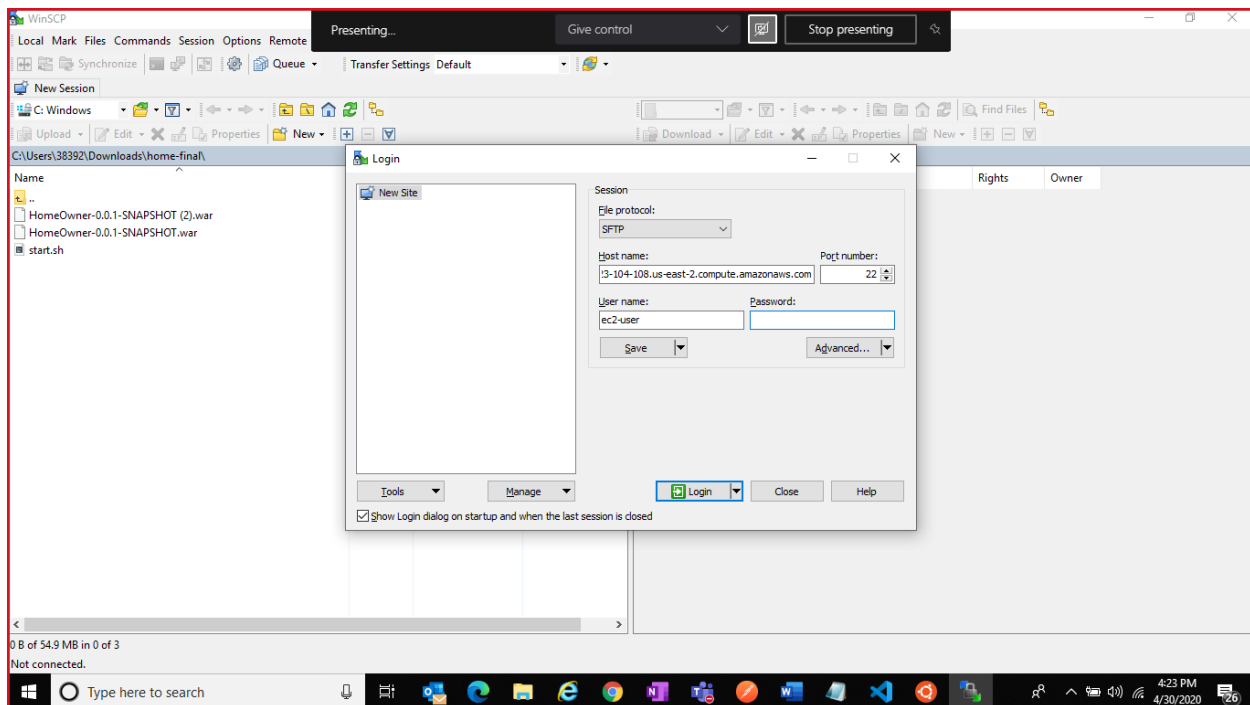 WinSCP
Presenting...
Give control
Stop presenting
Local Mark Files Commands Session Options Remote
Synchronize
Queue
Transfer Settings Default
New Session
C: Windows
Find Files
Upload
Edit
Properties
New
Download
Edit
Properties
New
C:\Users\38392\Downloads\home-final\
Name
Rights
Owner
..
HomeOwner-0.0.1-SNAPSHOT (2).war
HomeOwner-0.0.1-SNAPSHOT.war
start.sh
Login
New Site
Session
File protocol:
SFTP
Host name:
Port number:
3-104-108.us-east-2.compute.amazonaws.com
22
User name:
Password:
ec2-user
Save
Advanced...
Tools
Manage
Login
Close
Help
Show Login dialog on startup and when the last session is closed
0 B of 54.9 MB in 0 of 3
Not connected.
Type here to search
4:23 PM
4/30/2020
26